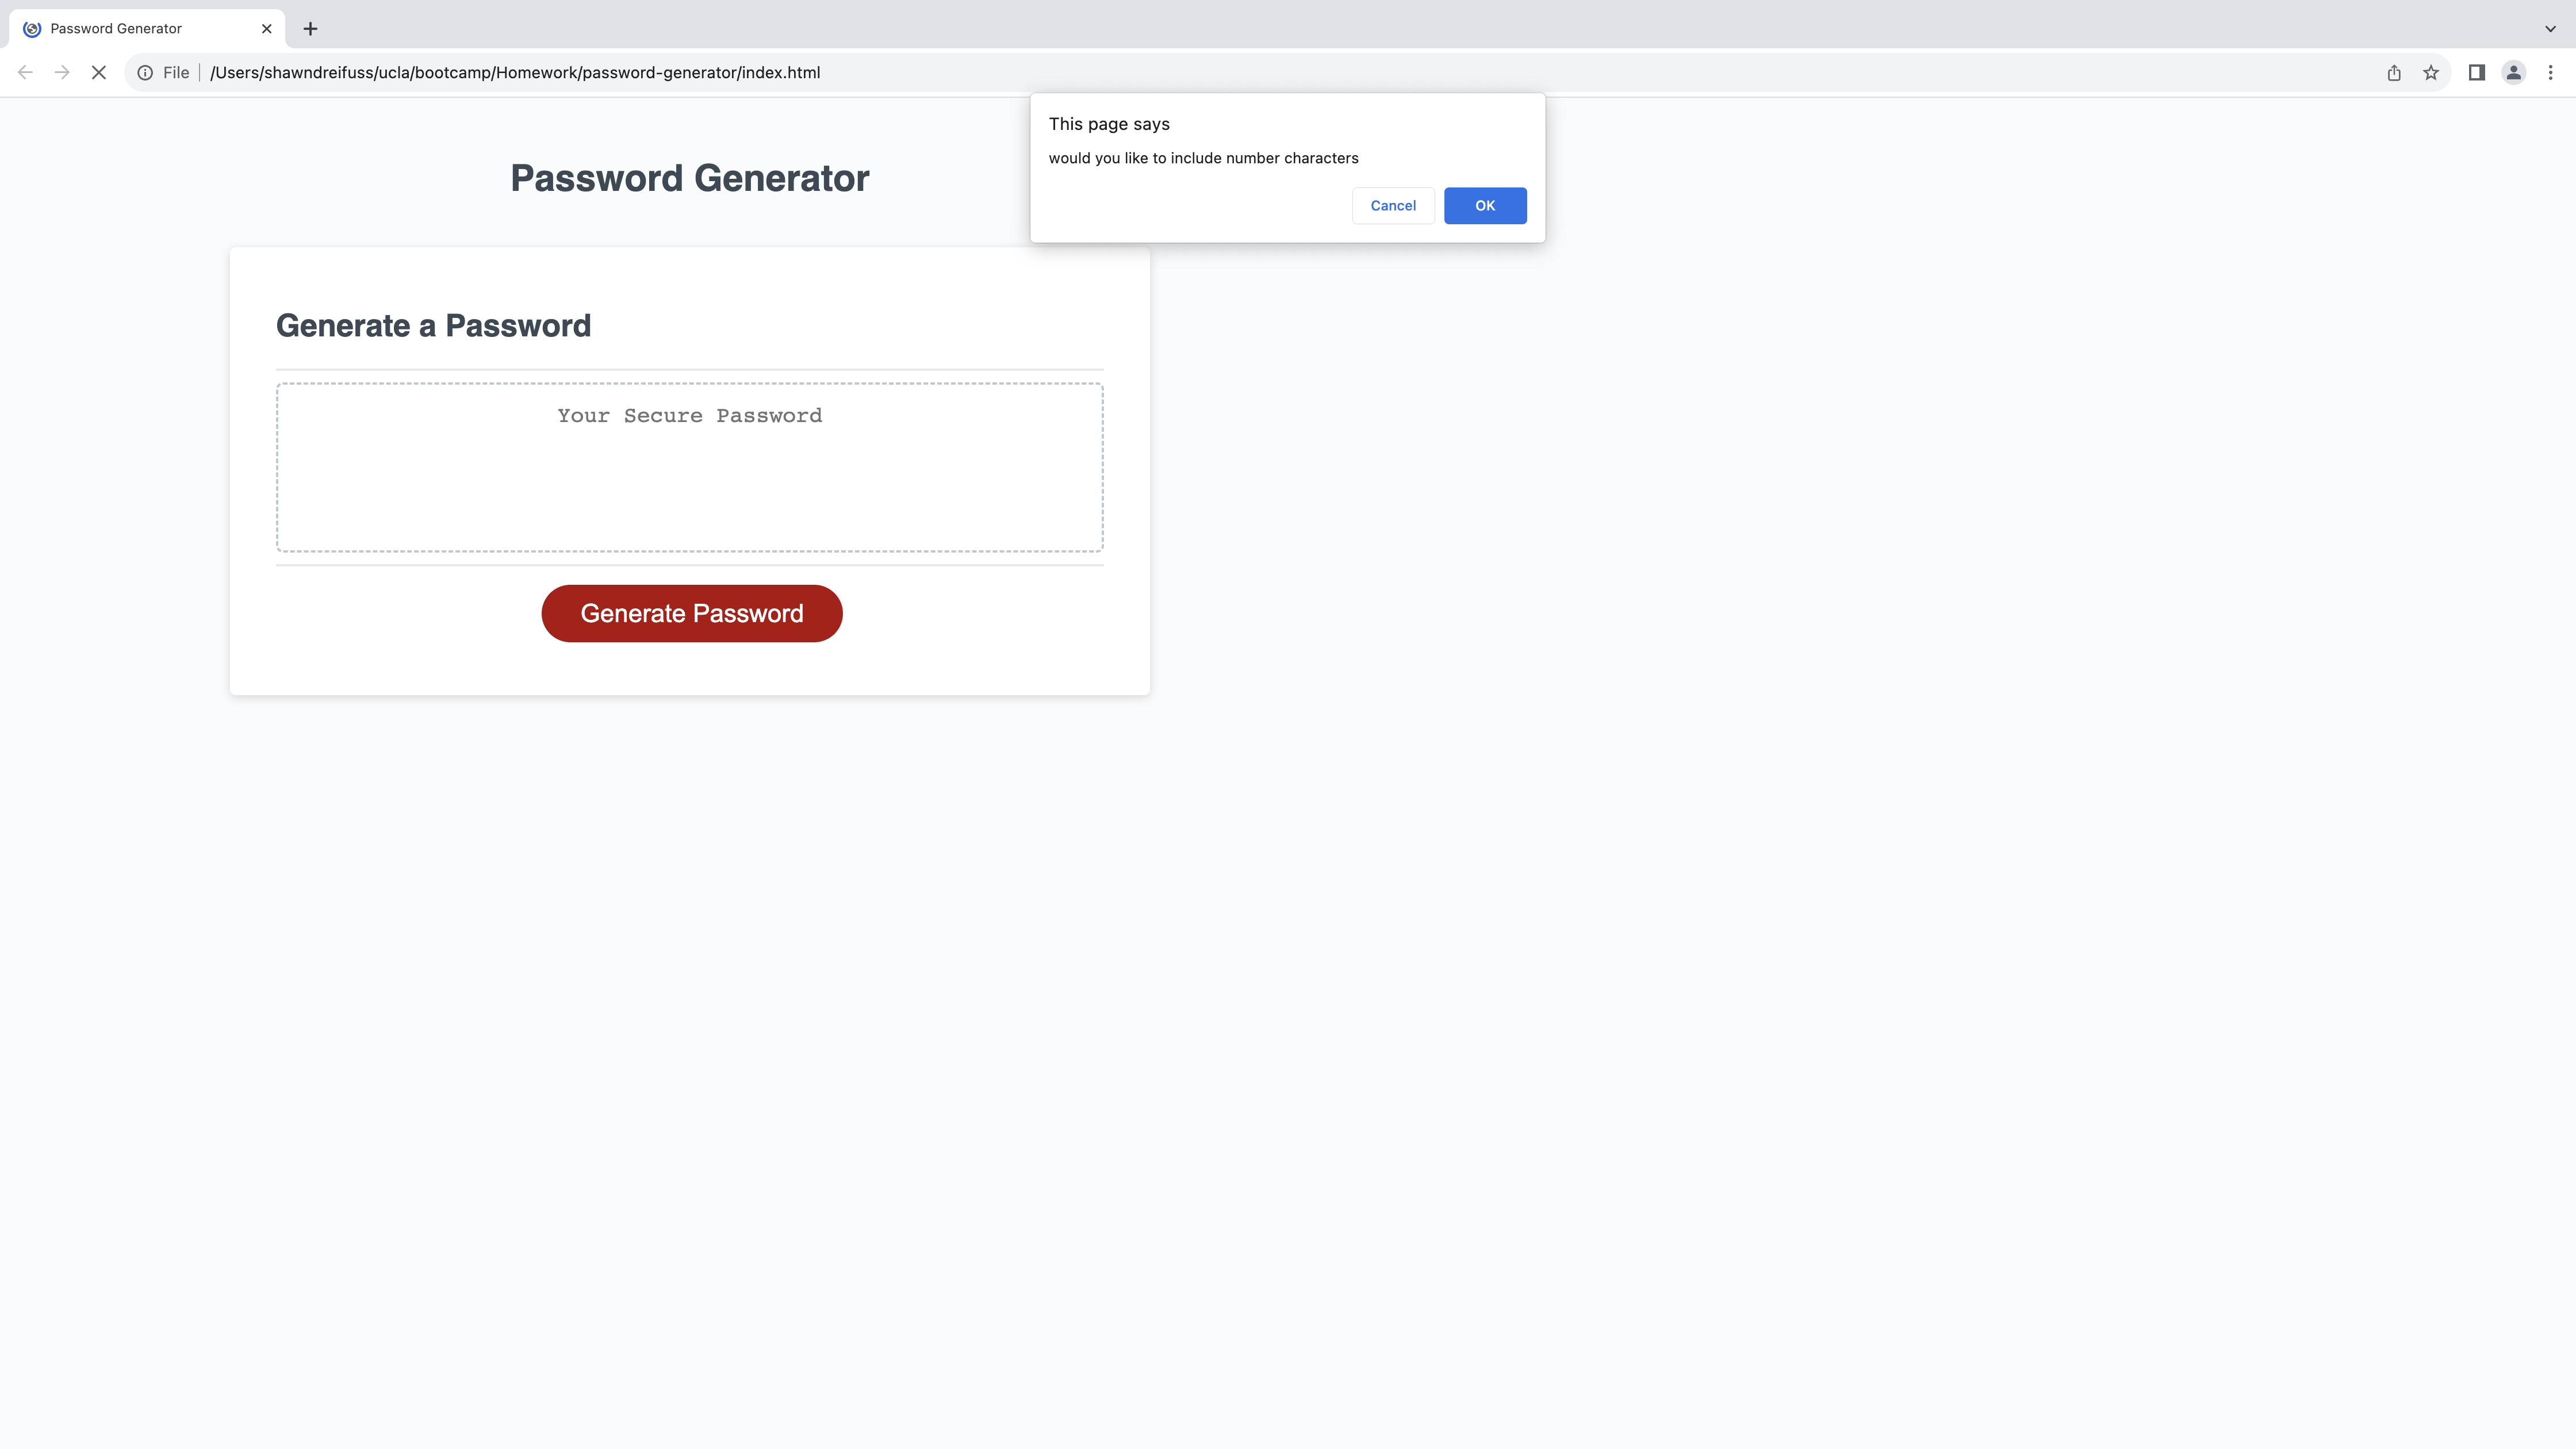 Password Generator
File /Users/shawndreifuss/ucla/bootcamp/Homework/password-generator/index.html
This page says
would you like to include number characters
Cancel OK
Password Generator
Generate a Password
Your Secure Password
Generate Password